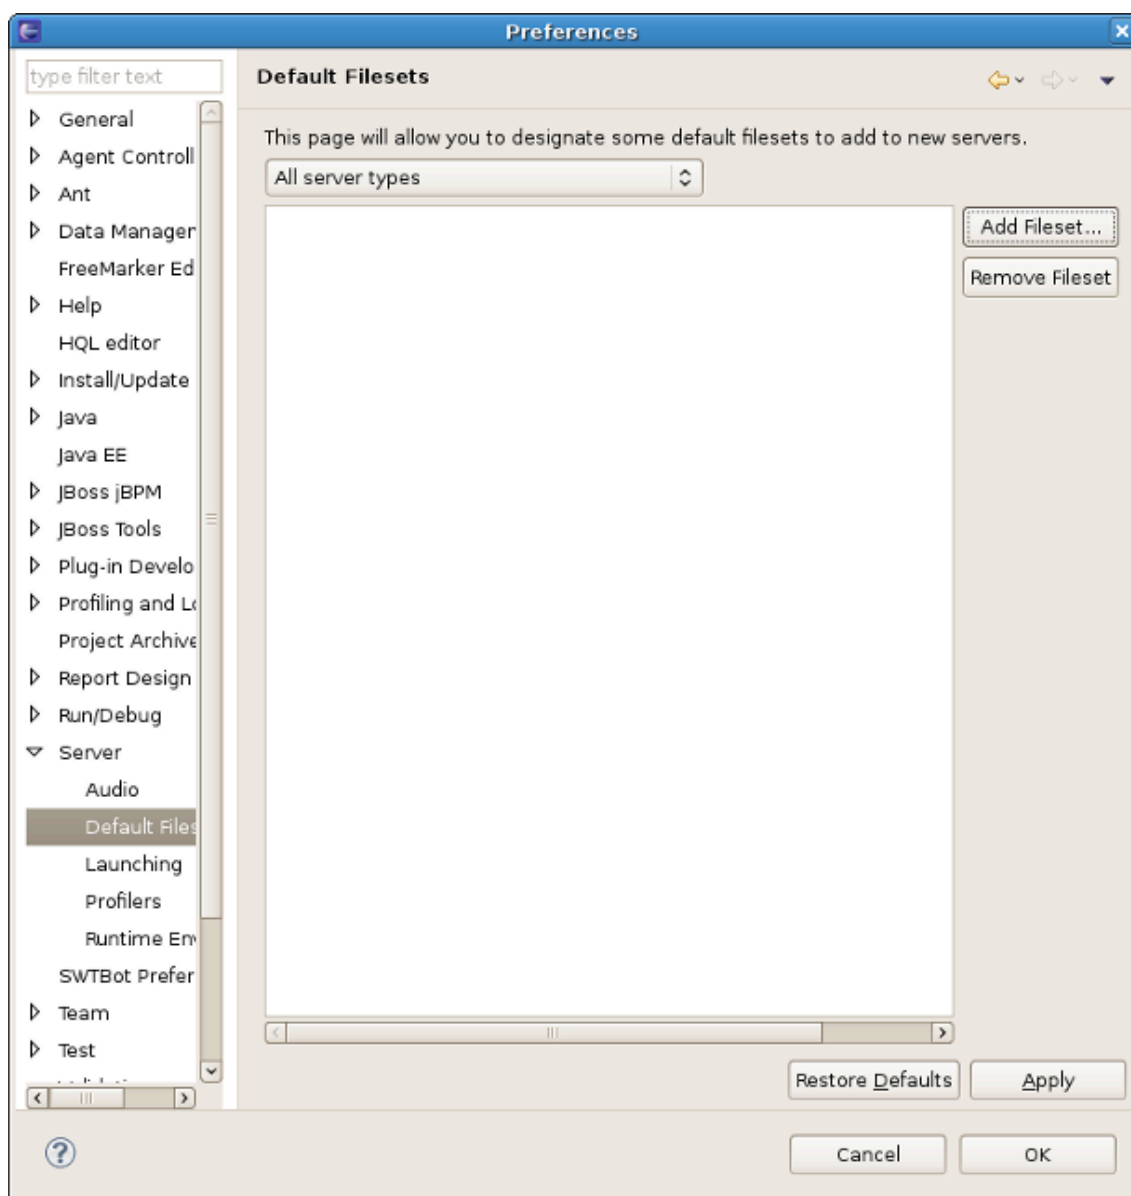 Preferences
type filter text
Default Filesets
General
Agent Controll
Ant
Data Manager
FreeMarker Ed
Help
HQL editor
Install/Update
Java
Java EE
JBoss jBPM
JBoss Tools
Plug-in Develo
Profiling and Lo
Project Archive
Report Design
Run/Debug
Server
Audio
Default Files
Launching
Profilers
Runtime Env
SWTBot Prefer
Team
Test
This page will allow you to designate some default filesets to add to new servers.
All server types
Add Fileset...
Remove Fileset
Restore Defaults
Apply
?
Cancel
OK